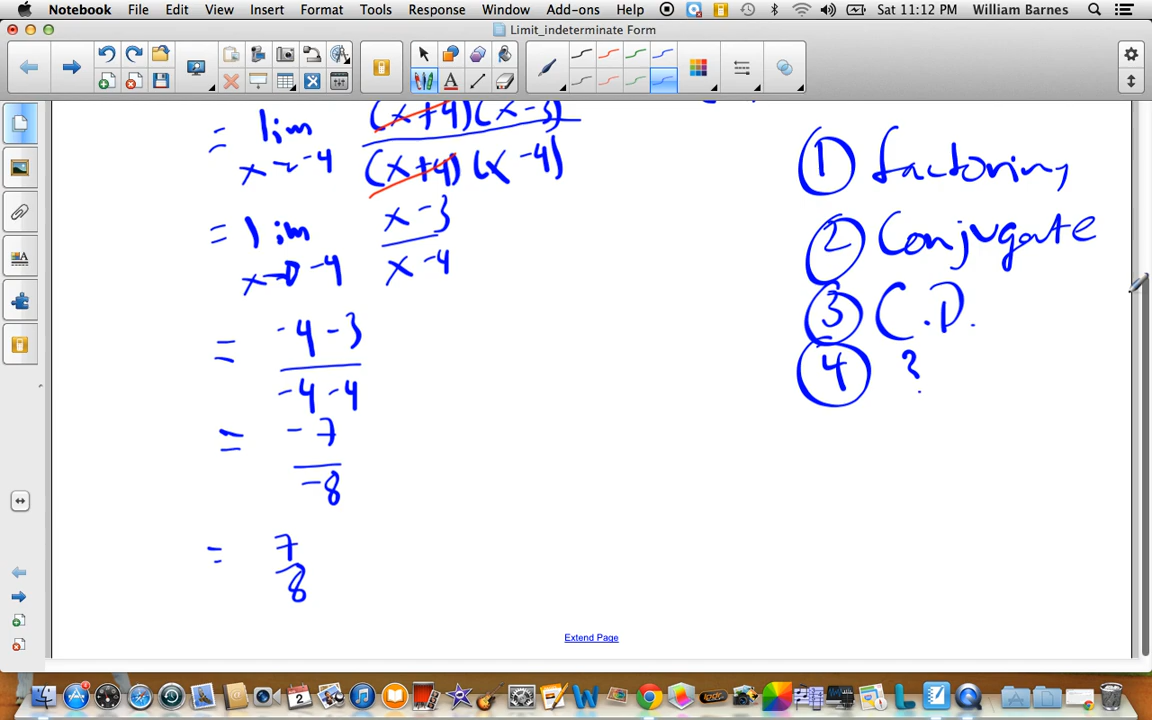 Notebook File Edit View Insert Format Tools Window Add-ons Help Sat 11:12 PM William Barnes
Limit_indeterminate Form
= lim (x+4)(x-3)
x→-4 (x+4)(x-4)
= lim x-3
x→-4 x-4
= -4-3
-4-4
= -7
-8
= 7
8
① factoring
② Conjugate
③ C.D.
④ ?
Extend Page